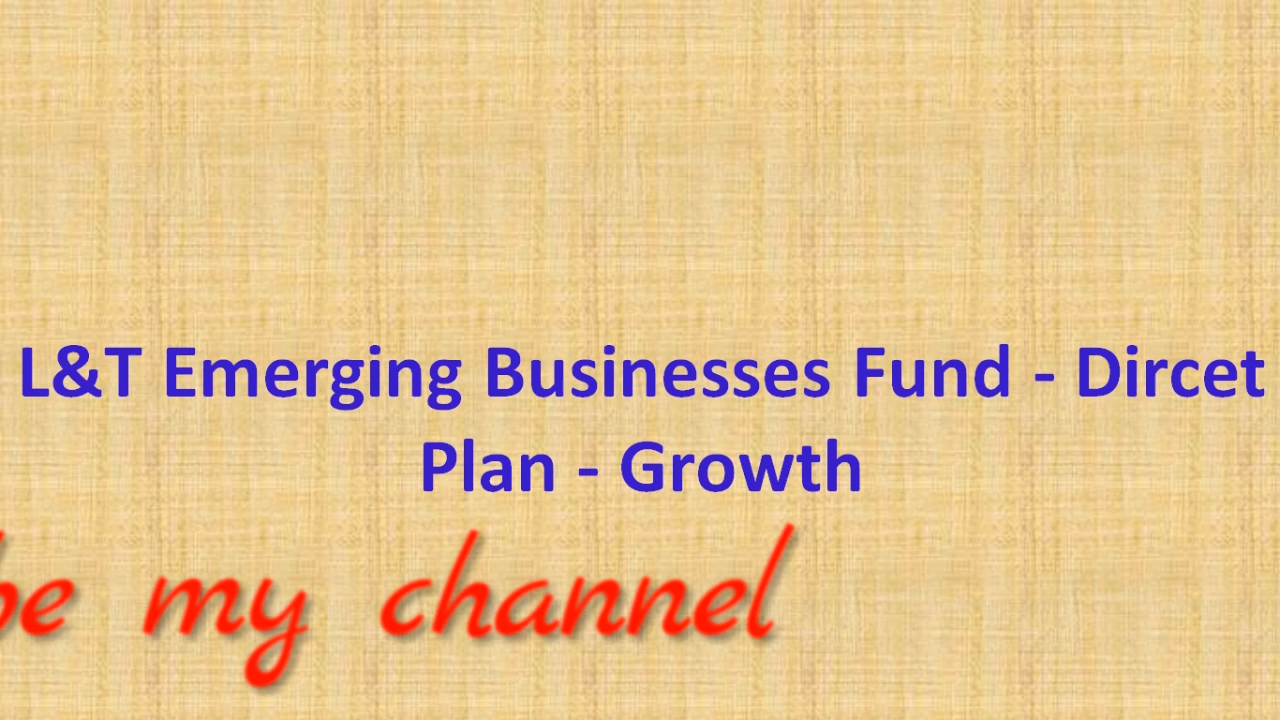 L&T Emerging Businesses Fund - Dircet
Plan - Growth
be my channel